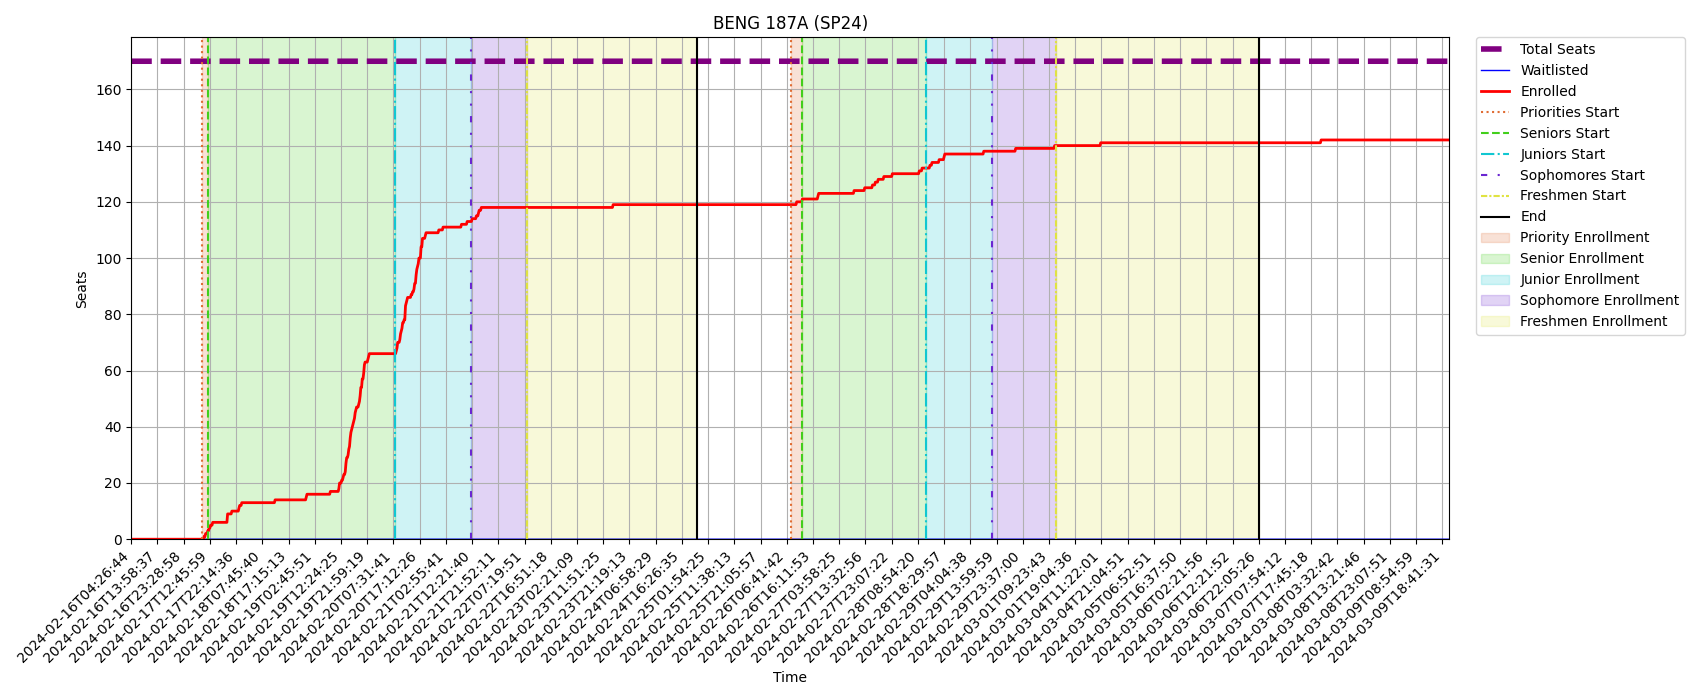 BENG 187A (SP24)
Total Seats
Waitlisted
Enrolled
Priorities Start
Seniors Start
Juniors Start
Sophomores Start
Freshmen Start
End
Priority Enrollment
Senior Enrollment
Junior Enrollment
Sophomore Enrollment
Freshmen Enrollment
Seats
160
140
120
100
80
60
40
20
0
2024-02-16T04:26:44
2024-02-16T13:58:37
2024-02-16T23:28:58
2024-02-17T12:45:59
2024-02-17T22:14:36
2024-02-18T07:45:40
2024-02-18T17:15:13
2024-02-19T02:45:51
2024-02-19T12:24:25
2024-02-19T21:59:19
2024-02-20T07:31:41
2024-02-20T17:12:26
2024-02-21T02:55:41
2024-02-21T12:21:40
2024-02-21T21:52:11
2024-02-22T07:19:51
2024-02-22T16:51:18
2024-02-23T02:21:09
2024-02-23T11:51:25
2024-02-23T21:19:13
2024-02-24T06:58:29
2024-02-24T16:26:35
2024-02-25T01:54:25
2024-02-25T11:38:13
2024-02-25T21:05:57
2024-02-26T06:41:42
2024-02-26T16:11:53
2024-02-27T03:58:25
2024-02-27T13:32:56
2024-02-27T23:07:22
2024-02-28T08:54:20
2024-02-28T18:29:57
2024-02-29T04:04:38
2024-02-29T13:59:59
2024-02-29T23:37:00
2024-03-01T09:23:43
2024-03-01T19:04:36
2024-03-04T11:22:01
2024-03-04T21:04:51
2024-03-05T06:52:51
2024-03-05T16:37:50
2024-03-06T02:21:56
2024-03-06T12:21:52
2024-03-06T22:05:26
2024-03-07T07:54:12
2024-03-07T17:45:18
2024-03-08T03:32:42
2024-03-08T13:21:46
2024-03-08T23:07:51
2024-03-09T08:54:59
2024-03-09T18:41:31
Time